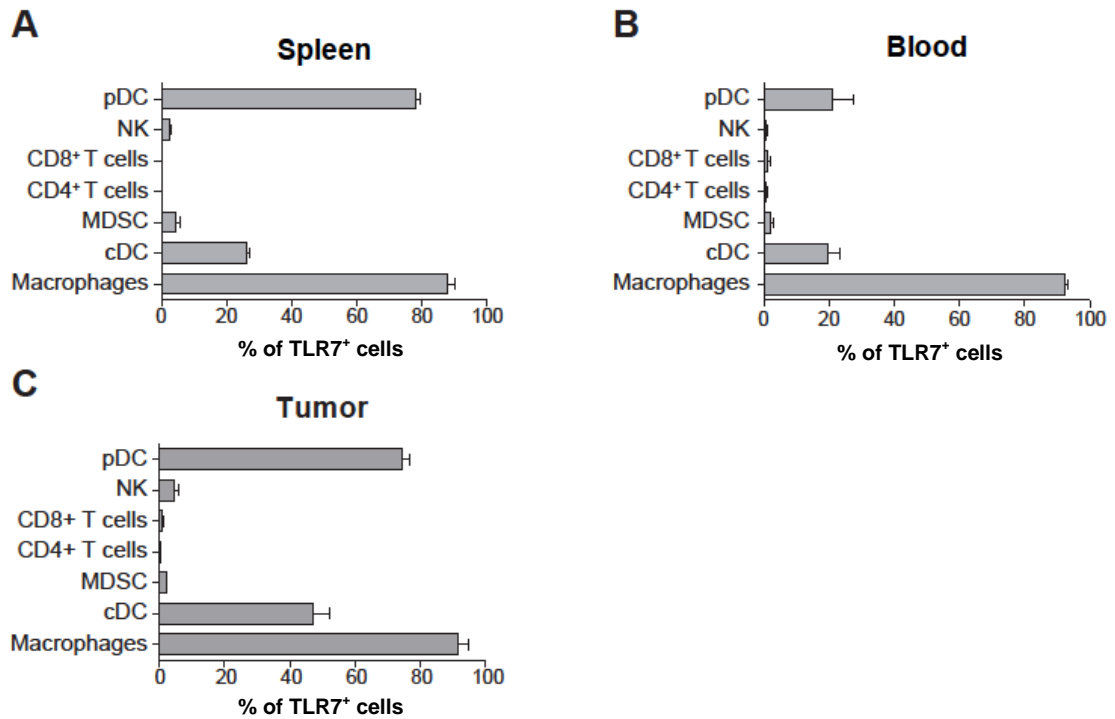 A
Spleen
pDC
NK
CD8⁺ T cells
CD4⁺ T cells
MDSC
cDC
Macrophages
0 20 40 60 80 100
% of TLR7⁺ cells
B
Blood
pDC
NK
CD8⁺ T cells
CD4⁺ T cells
MDSC
cDC
Macrophages
0 20 40 60 80 100
% of TLR7⁺ cells
C
Tumor
pDC
NK
CD8+ T cells
CD4+ T cells
MDSC
cDC
Macrophages
0 20 40 60 80 100
% of TLR7⁺ cells